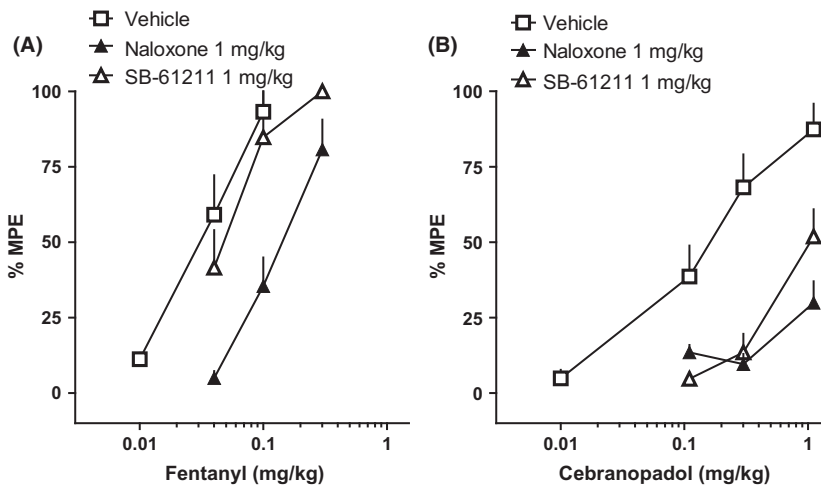 (A)
Vehicle
Naloxone 1 mg/kg
SB-61211 1 mg/kg
100
75
50
25
0
% MPE
0.01
0.1
1
Fentanyl (mg/kg)
(B)
Vehicle
Naloxone 1 mg/kg
SB-61211 1 mg/kg
100
75
50
25
0
% MPE
0.01
0.1
1
Cebranopadol (mg/kg)